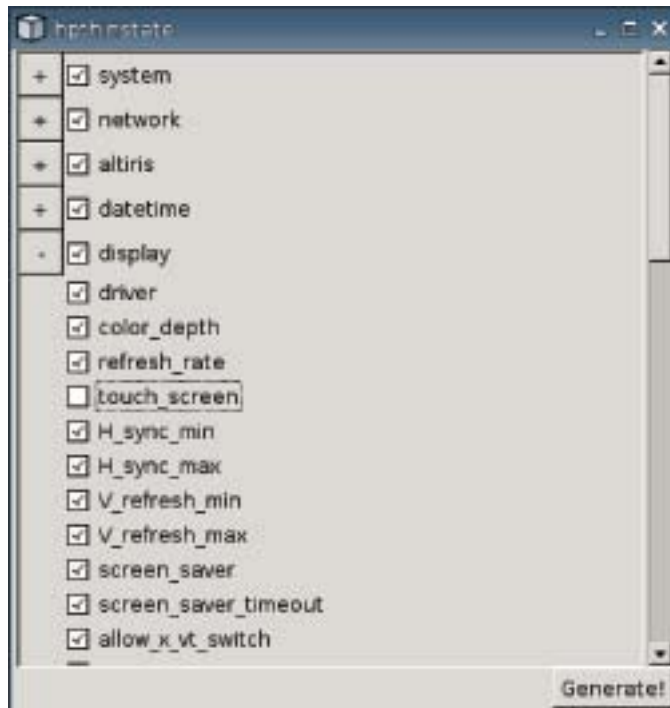 + system
+ network
+ altiris
+ datetime
- display
driver
color_depth
refresh_rate
touch_screen
H_sync_min
H_sync_max
V_refresh_min
V_refresh_max
screen_saver
screen_saver_timeout
allow_x_vt_switch
Generate!